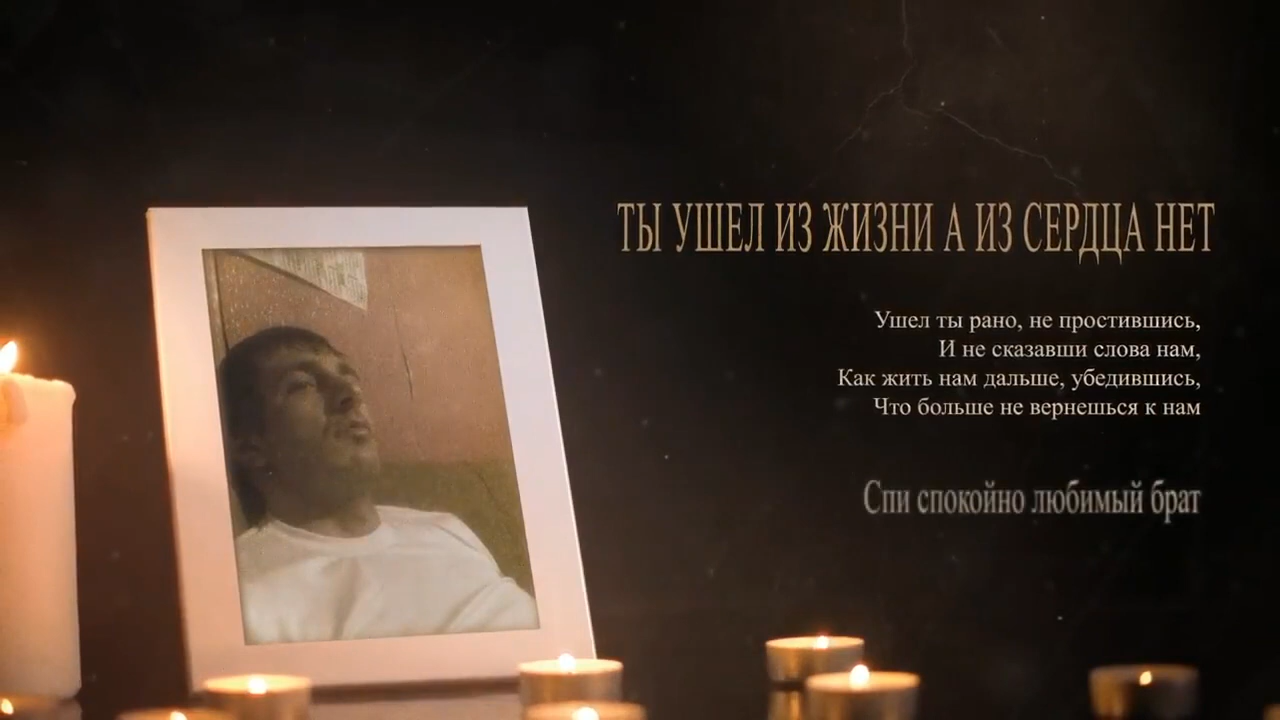 ТЫ УШЕЛ ИЗ ЖИЗНИ А ИЗ СЕРДЦА НЕТ
Ушел ты рано, не простившись,
И не сказавши слова нам,
Как жить нам дальше, убедившись,
Что больше не вернешься к нам
Спи спокойно любимый брат